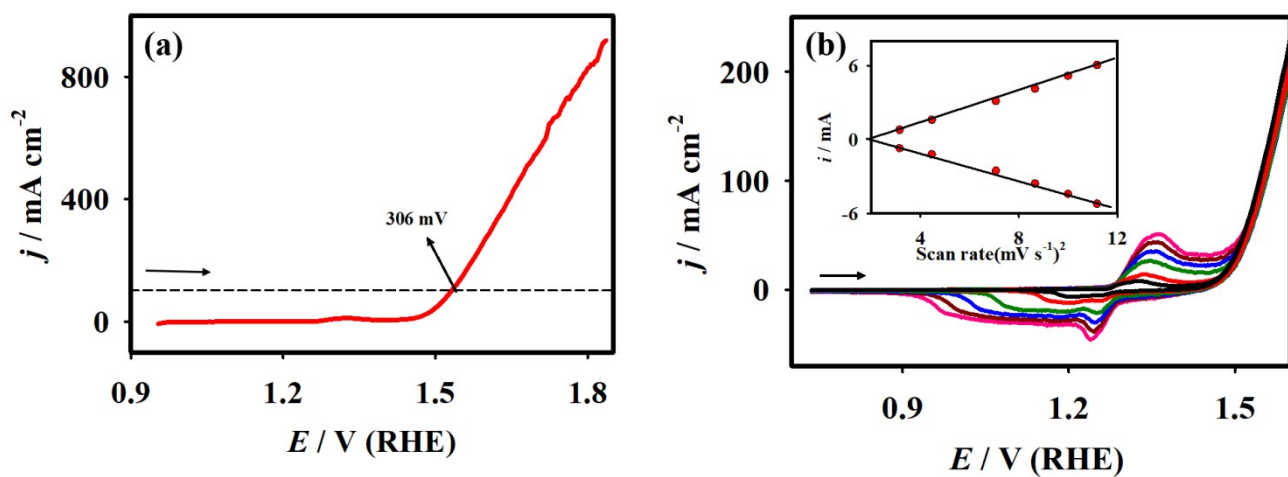 (a)
800
400
0
306 mV
0.9
1.2
1.5
1.8
j / mA cm⁻²
E / V (RHE)
(b)
200
100
0
6
0
-6
i / mA
4
8
12
Scan rate(mV s⁻¹)²
0.9
1.2
1.5
j / mA cm⁻²
E / V (RHE)